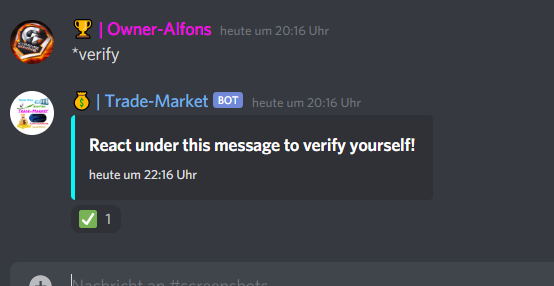 🏆 | Owner-Alfons heute um 20:16 Uhr
*verify
💰 | Trade-Market BOT heute um 20:16 Uhr
React under this message to verify yourself!
heute um 22:16 Uhr
✅ 1
Nachricht an #screenshots